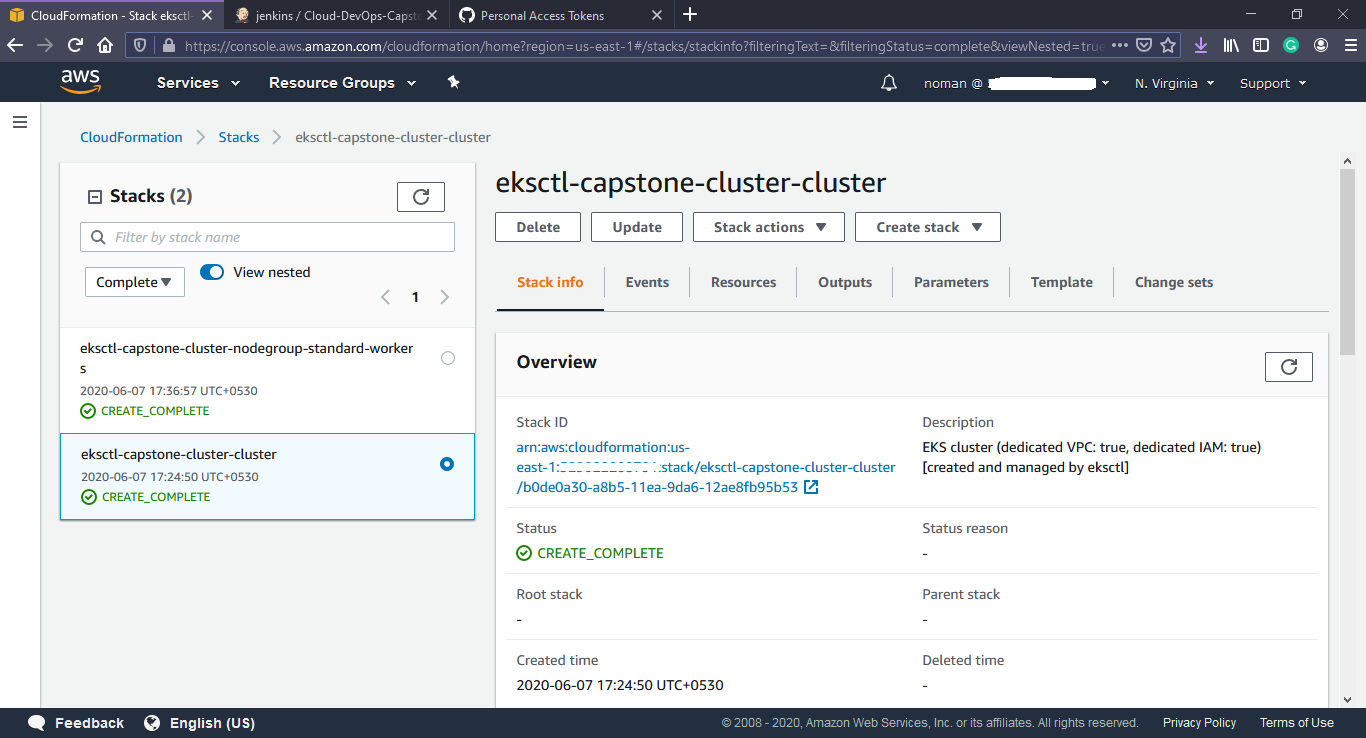 CloudFormation - Stack eksctl-
jenkins / Cloud-DevOps-Capst
Personal Access Tokens
https://console.aws.amazon.com/cloudformation/home?region=us-east-1#/stacks/stackinfo?filteringText=&filteringStatus=complete&viewNested=true
aws
Services
Resource Groups
noman @
N. Virginia
Support
CloudFormation
Stacks
eksctl-capstone-cluster-cluster
Stacks (2)
Filter by stack name
Complete
View nested
1
eksctl-capstone-cluster-nodegroup-standard-worker
s
2020-06-07 17:36:57 UTC+0530
CREATE_COMPLETE
eksctl-capstone-cluster-cluster
2020-06-07 17:24:50 UTC+0530
CREATE_COMPLETE
eksctl-capstone-cluster-cluster
Delete
Update
Stack actions
Create stack
Stack info
Events
Resources
Outputs
Parameters
Template
Change sets
Overview
Stack ID
arn:aws:cloudformation:us-
east-1: :stack/eksctl-capstone-cluster-cluster
/b0de0a30-a8b5-11ea-9da6-12ae8fb95b53
Description
EKS cluster (dedicated VPC: true, dedicated IAM: true)
[created and managed by eksctl]
Status
CREATE_COMPLETE
Status reason
-
Root stack
-
Parent stack
-
Created time
2020-06-07 17:24:50 UTC+0530
Deleted time
-
Feedback
English (US)
© 2008 - 2020, Amazon Web Services, Inc. or its affiliates. All rights reserved.
Privacy Policy
Terms of Use